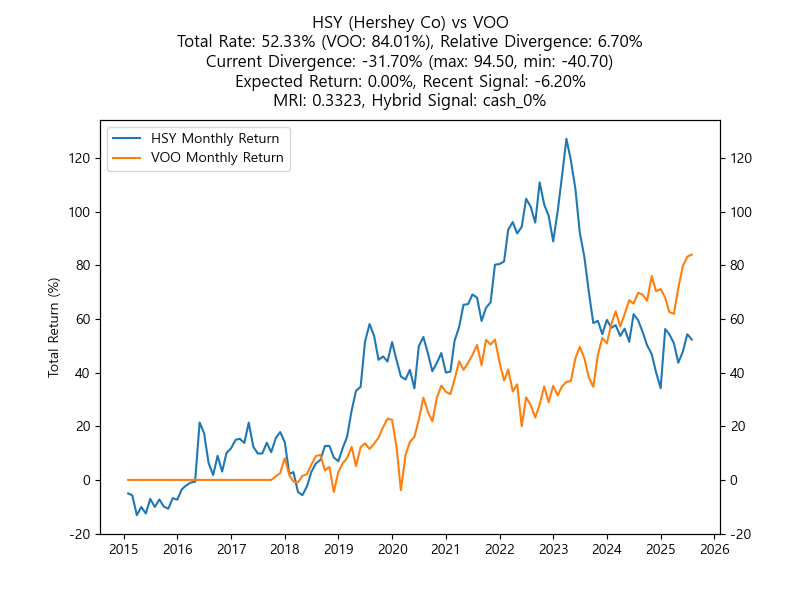 HSY (Hershey Co) vs VOO
Total Rate: 52.33% (VOO: 84.01%), Relative Divergence: 6.70%
Current Divergence: -31.70% (max: 94.50, min: -40.70)
Expected Return: 0.00%, Recent Signal: -6.20%
MRI: 0.3323, Hybrid Signal: cash_0%
HSY Monthly Return
VOO Monthly Return
Total Return (%)
120
100
80
60
40
20
0
-20
120
100
80
60
40
20
0
-20
2015 2016 2017 2018 2019 2020 2021 2022 2023 2024 2025 2026